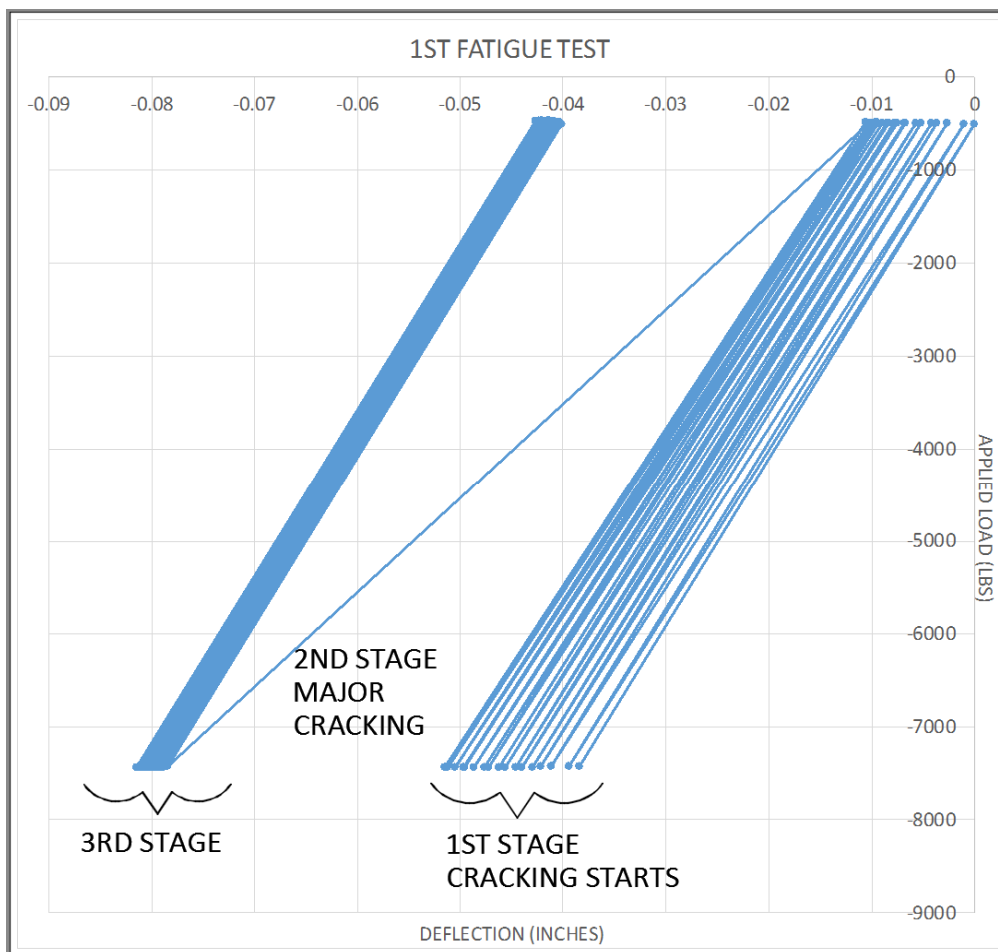 1ST FATIGUE TEST
0
-0.09 -0.08 -0.07 -0.06 -0.05 -0.04 -0.03 -0.02 -0.01 0
-1000
-2000
-3000
-4000
-5000
-6000
-7000
-8000
-9000
APPLIED LOAD (LBS)
2ND STAGE
MAJOR
CRACKING
3RD STAGE
1ST STAGE
CRACKING STARTS
DEFLECTION (INCHES)